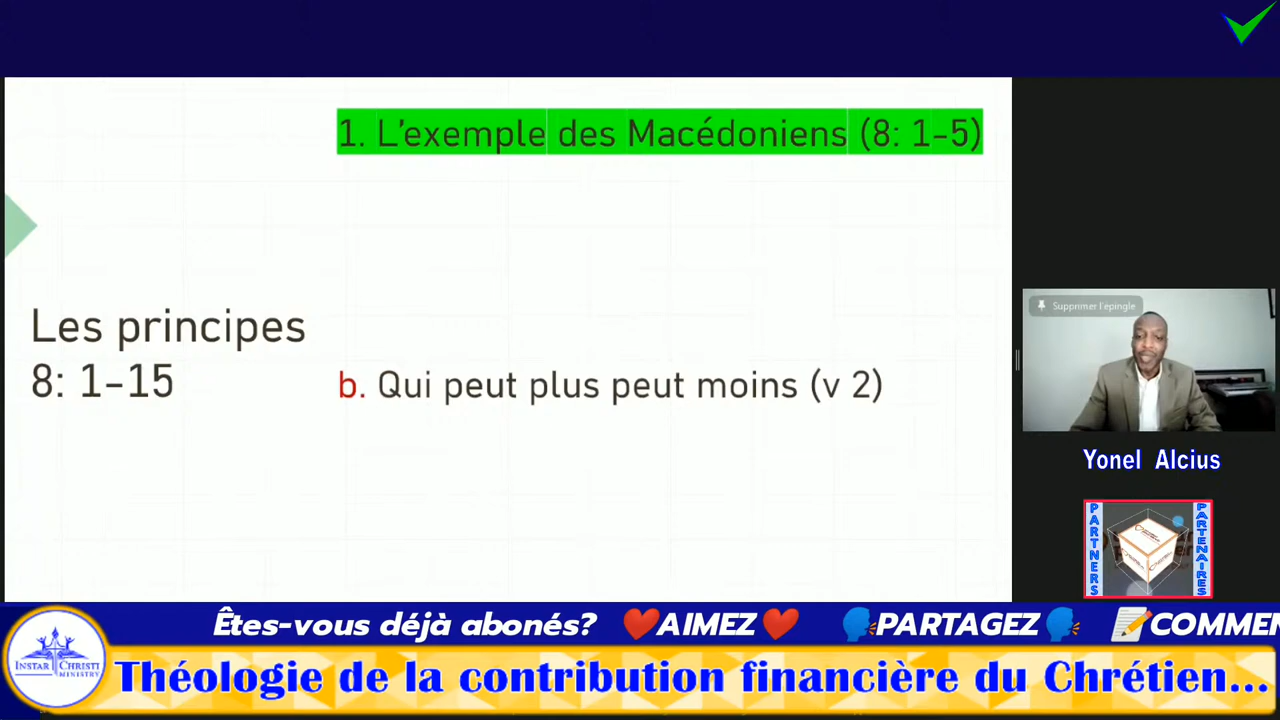 1. L'exemple des Macédoniens (8: 1-5)
Les principes
8: 1-15
b. Qui peut plus peut moins (v 2)
Supprimer l'épingle
Yonel Alcius
PARTNERS
PARTENAIRES
Êtes-vous déjà abonés? ❤️AIMEZ❤️ 🗣️PARTAGEZ🗣️ 📝COMMEN
INSTAR CHRISTI
MINISTRY
Théologie de la contribution financière du Chrétien...